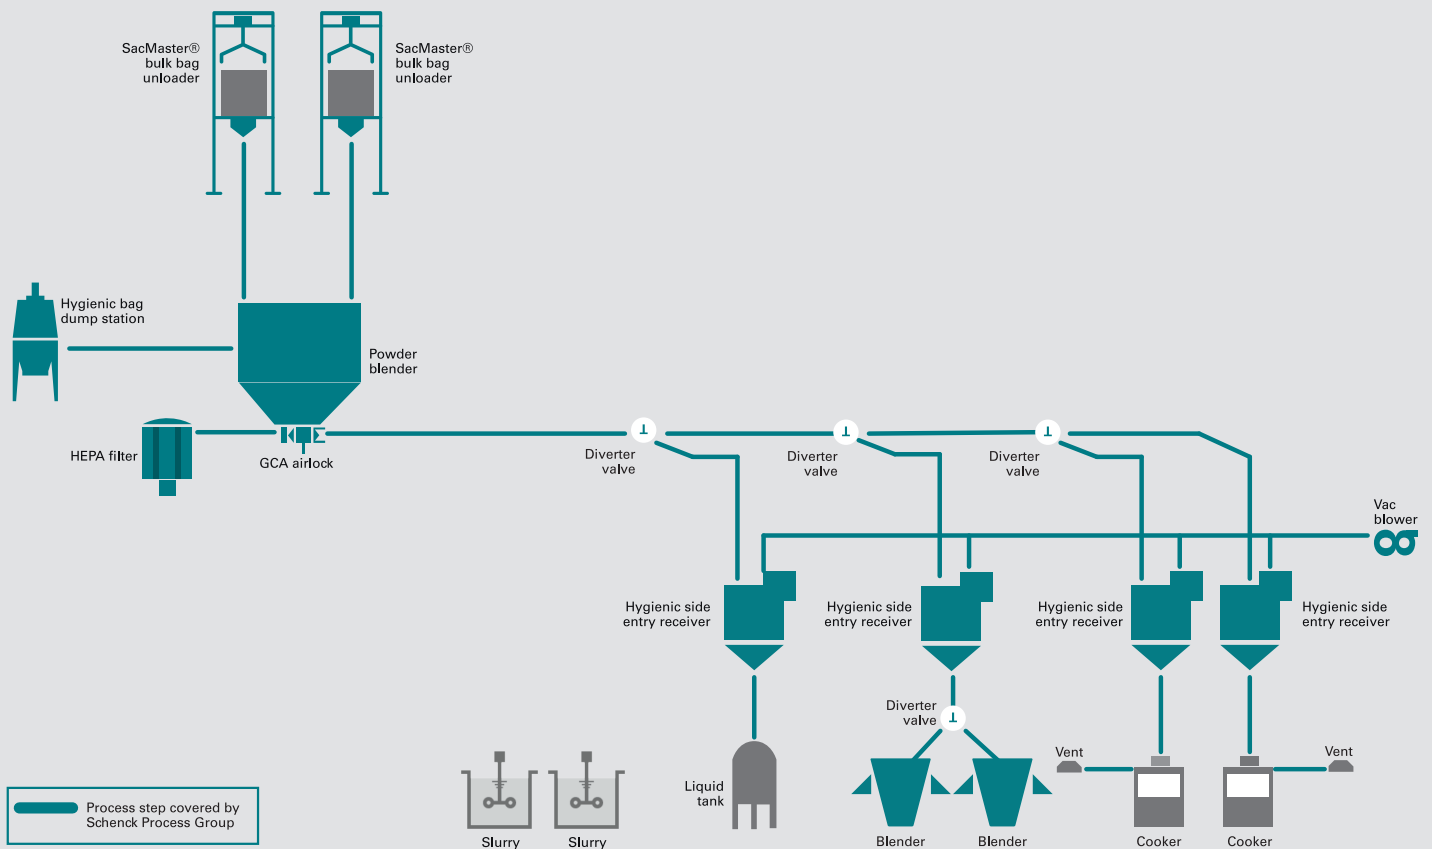 SacMaster®
bulk bag
unloader
SacMaster®
bulk bag
unloader
Hygienic bag
dump station
Powder
blender
HEPA filter
GCA airlock
Diverter
valve
Diverter
valve
Diverter
valve
Vac
blower
Hygienic side
entry receiver
Hygienic side
entry receiver
Hygienic side
entry receiver
Hygienic side
entry receiver
Diverter
valve
Vent
Vent
Liquid
tank
Process step covered by
Schenck Process Group
Slurry
Slurry
Blender
Blender
Cooker
Cooker